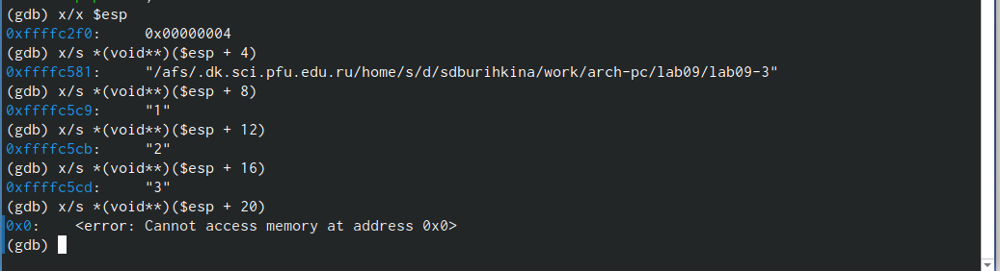 (gdb) x/x $esp
0xffffc2f0:     0x00000004
(gdb) x/s *(void**)($esp + 4)
0xffffc581:     "/afs/.dk.sci.pfu.edu.ru/home/s/d/sdburihkina/work/arch-pc/lab09/lab09-3"
(gdb) x/s *(void**)($esp + 8)
0xffffc5c9:     "1"
(gdb) x/s *(void**)($esp + 12)
0xffffc5cb:     "2"
(gdb) x/s *(void**)($esp + 16)
0xffffc5cd:     "3"
(gdb) x/s *(void**)($esp + 20)
0x0:    <error: Cannot access memory at address 0x0>
(gdb)